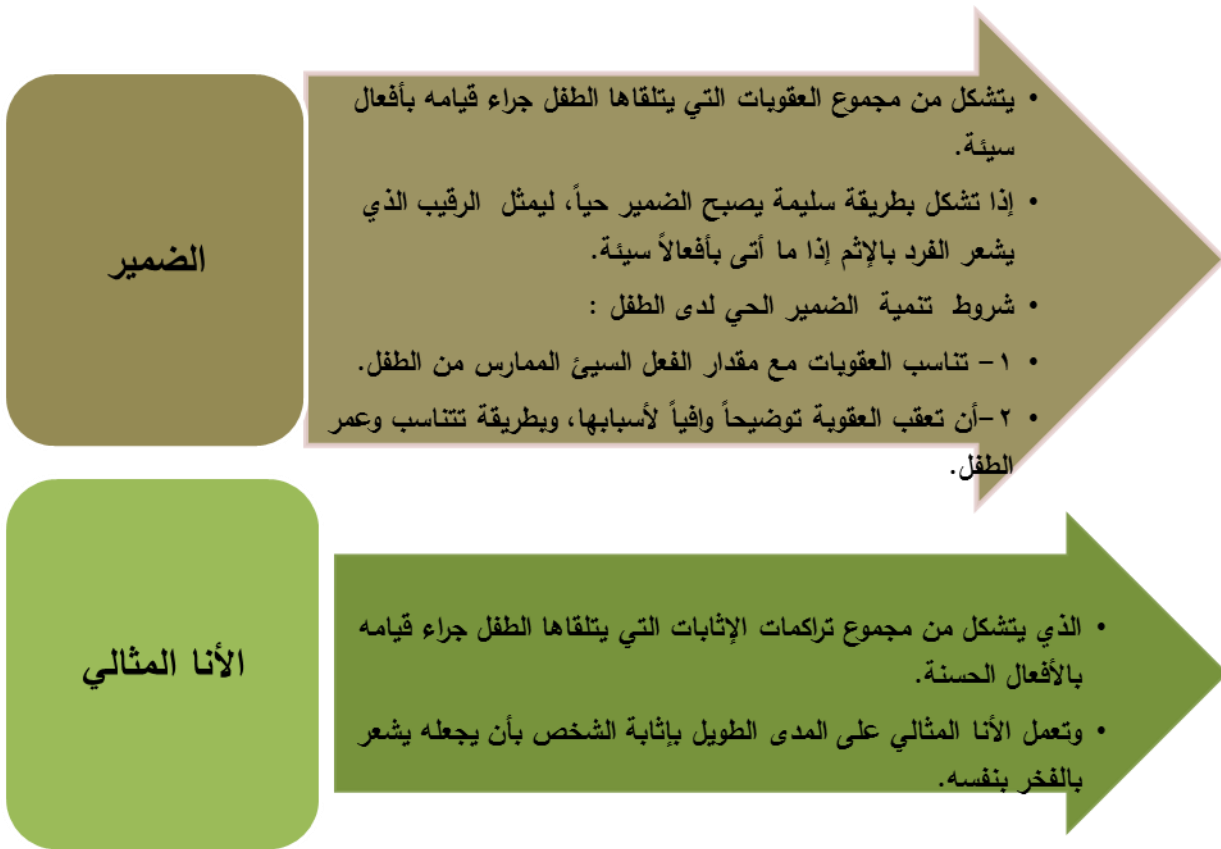 الضمير
• يتشكل من مجموع العقوبات التي يتلقاها الطفل جراء قيامه بأفعال
سيئة.
• إذا تشكل بطريقة سليمة يصبح الضمير حياً، ليمثل الرقيب الذي
يشعر الفرد بالإثم إذا ما أتى بأفعالاً سيئة.
• شروط تنمية الضمير الحي لدى الطفل :
• ١- تناسب العقوبات مع مقدار الفعل السيئ الممارس من الطفل.
• ٢-أن تعقب العقوبة توضيحاً وافياً لأسبابها، وبطريقة تتناسب وعمر
الطفل.
الأنا المثالي
• الذي يتشكل من مجموع تراكمات الإثابات التي يتلقاها الطفل جراء قيامه
بالأفعال الحسنة.
• وتعمل الأنا المثالي على المدى الطويل بإثابة الشخص بأن يجعله يشعر
بالفخر بنفسه.